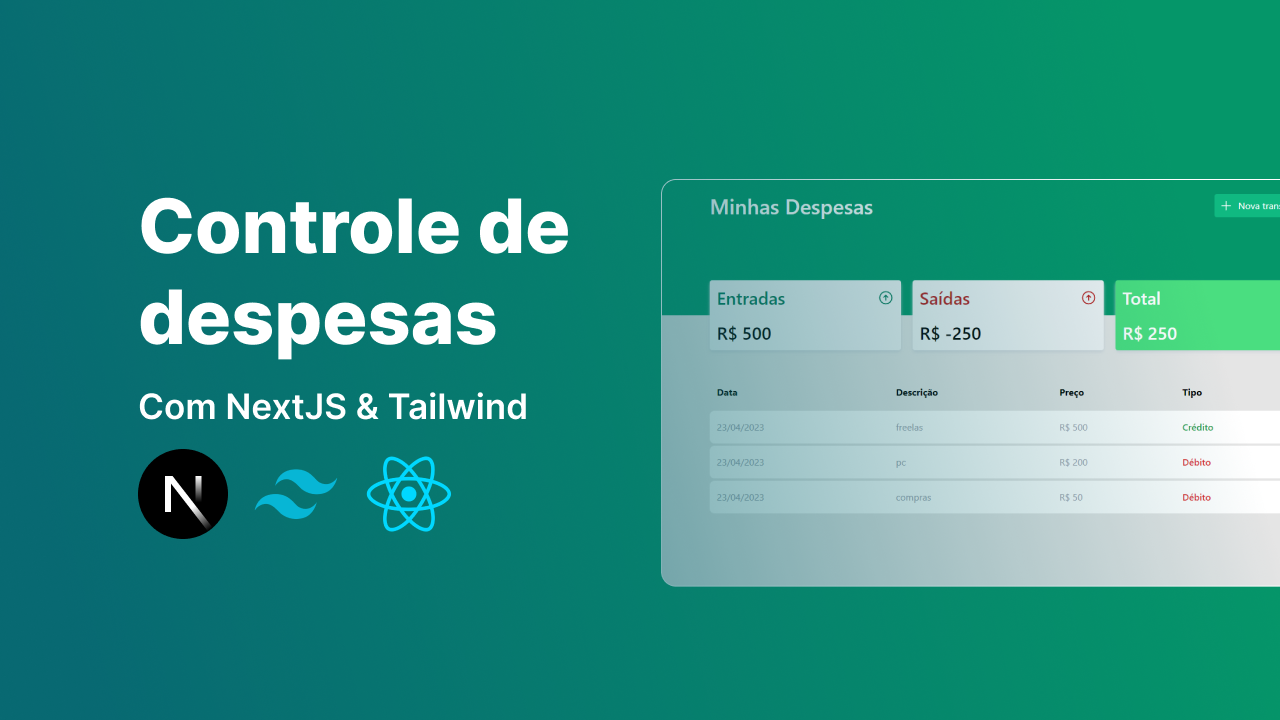 Controle de
despesas
Com NextJS & Tailwind
N
Minhas Despesas
+ Nova trans
Entradas
R$ 500
Saídas
R$ -250
Total
R$ 250
Data Descrição Preço Tipo
23/04/2023 freelas R$ 500 Crédito
23/04/2023 pc R$ 200 Débito
23/04/2023 compras R$ 50 Débito